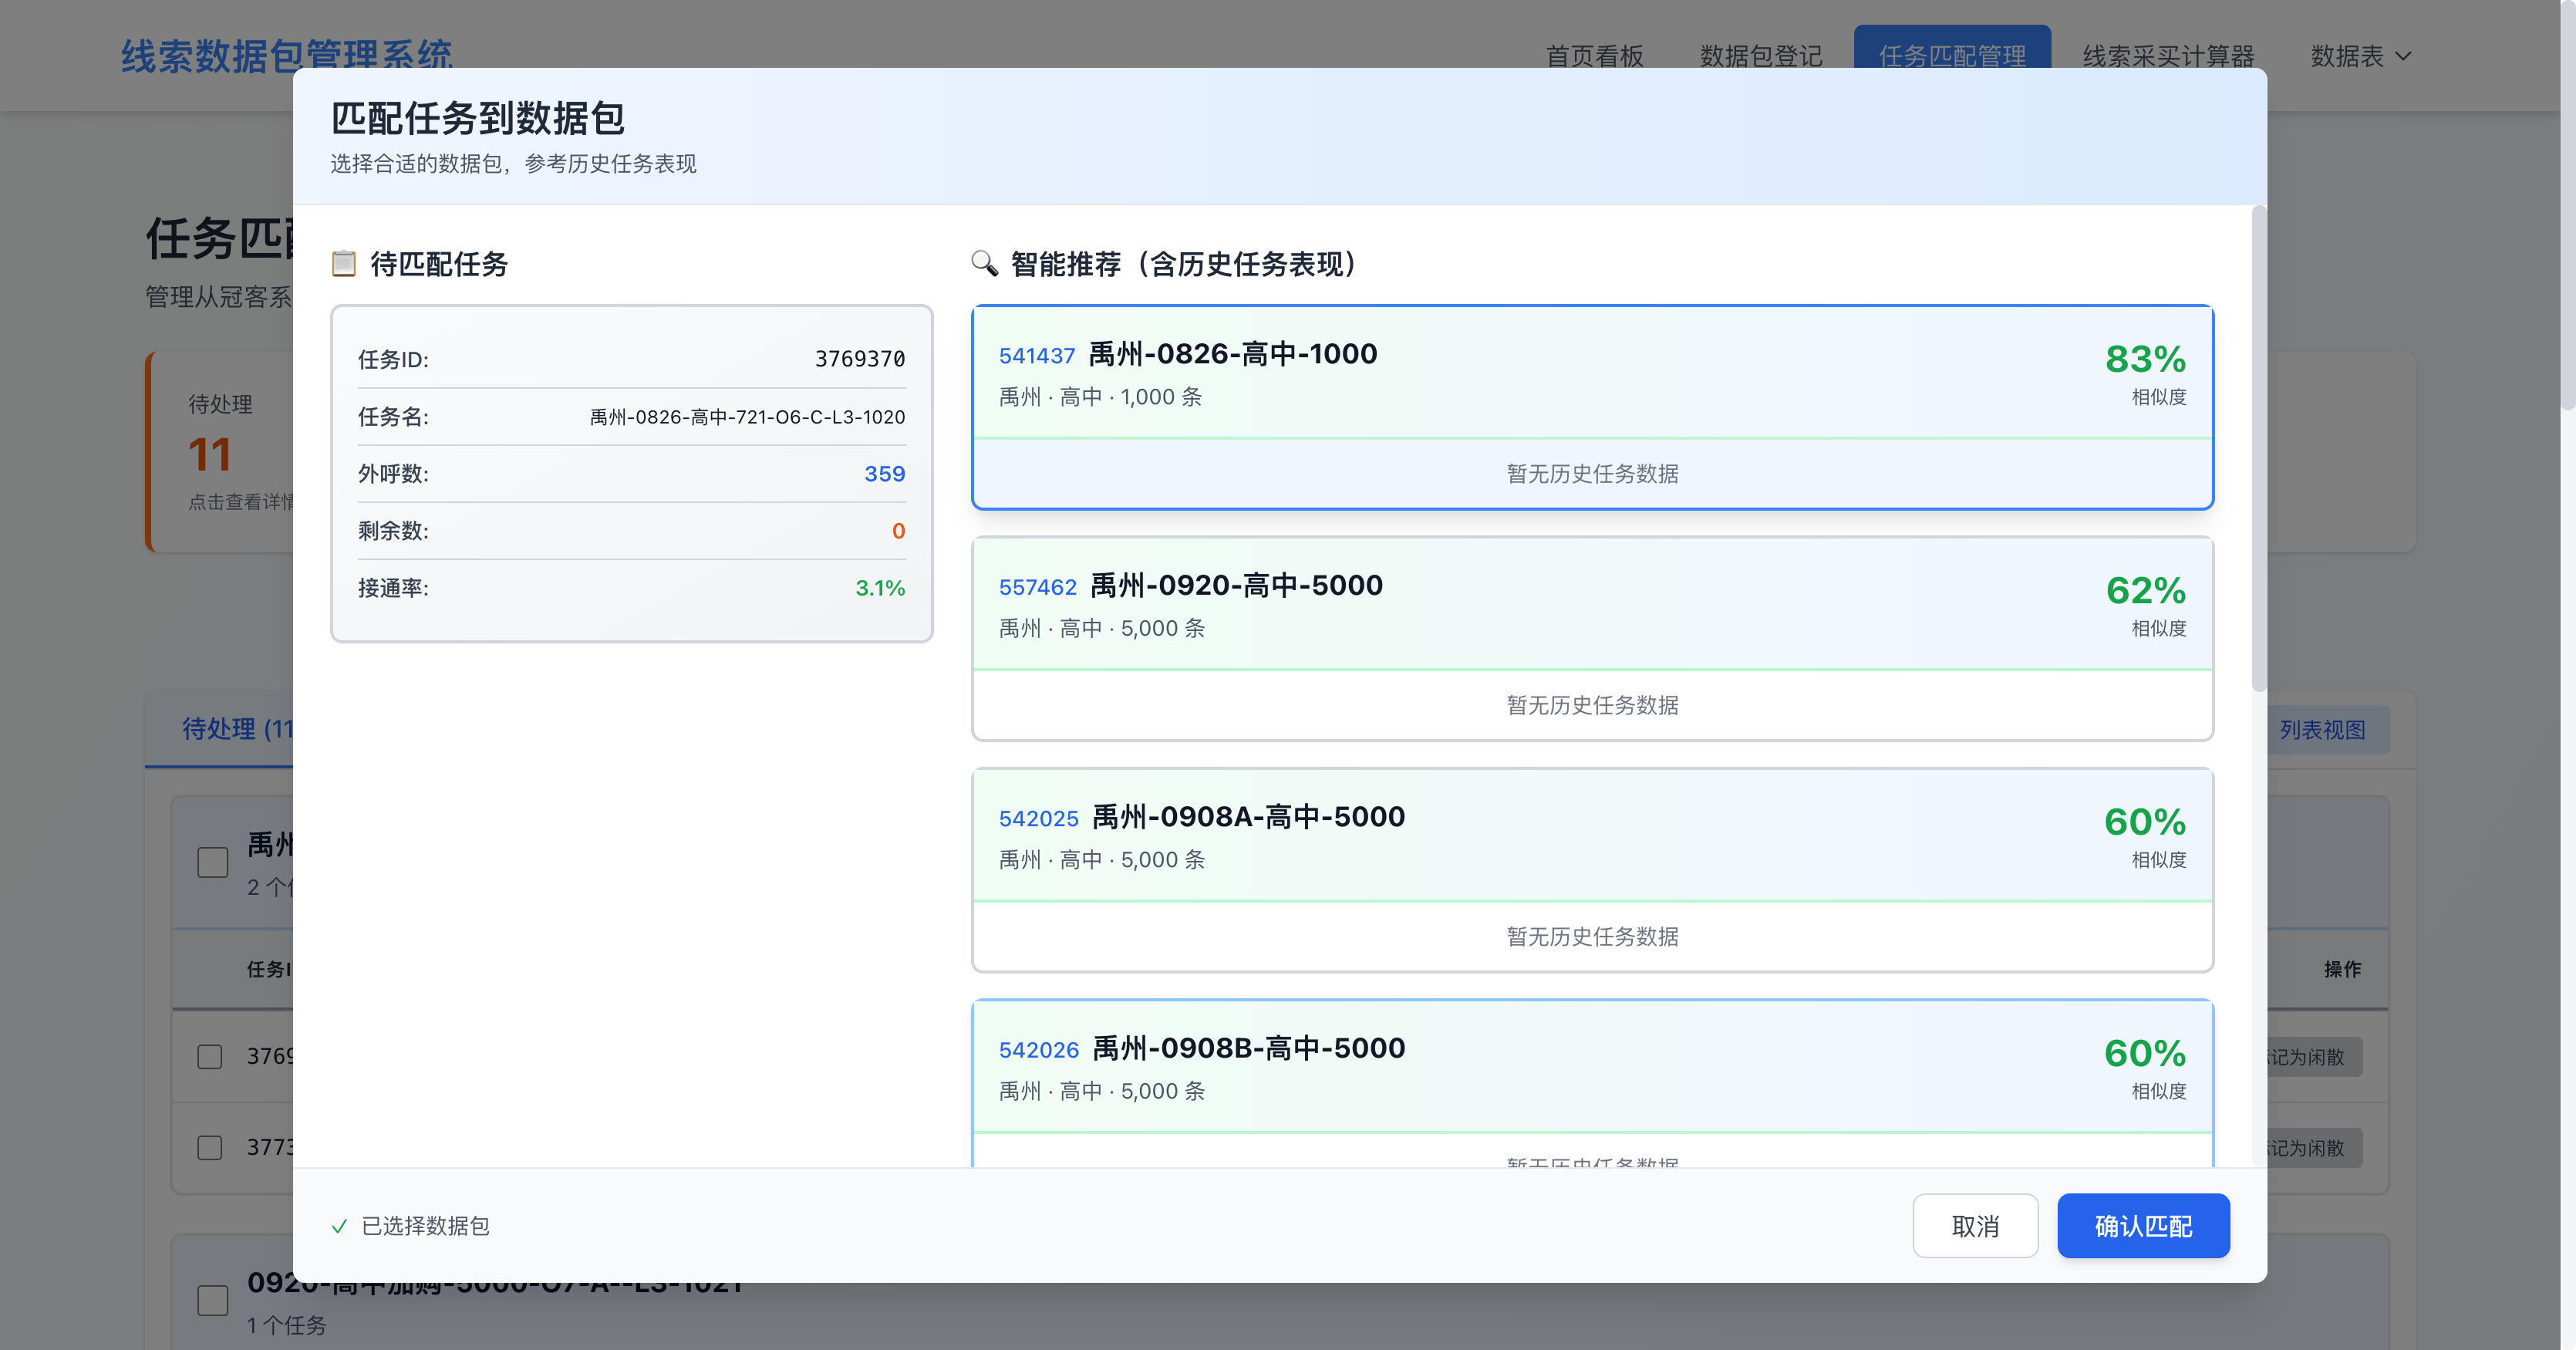 线索数据包管理系统
首页看板
数据包登记
任务匹配管理
线索采买计算器
数据表
匹配任务到数据包
选择合适的数据包，参考历史任务表现
任务匹
管理从冠客系
待处理
11
点击查看详情
待处理 (11
列表视图
📋 待匹配任务
任务ID: 3769370
任务名: 禹州-0826-高中-721-O6-C-L3-1020
外呼数: 359
剩余数: 0
接通率: 3.1%
🔍 智能推荐（含历史任务表现）
541437 禹州-0826-高中-1000
禹州 · 高中 · 1,000 条
83%
相似度
暂无历史任务数据
557462 禹州-0920-高中-5000
禹州 · 高中 · 5,000 条
62%
相似度
暂无历史任务数据
542025 禹州-0908A-高中-5000
禹州 · 高中 · 5,000 条
60%
相似度
暂无历史任务数据
542026 禹州-0908B-高中-5000
禹州 · 高中 · 5,000 条
60%
相似度
暂无历史任务数据
禹州
2 个
任务I
操作
3769
记为闲散
3773
记为闲散
✓ 已选择数据包
取消
确认匹配
0920-高中加购-5000-O7-A--L3-1021
1 个任务